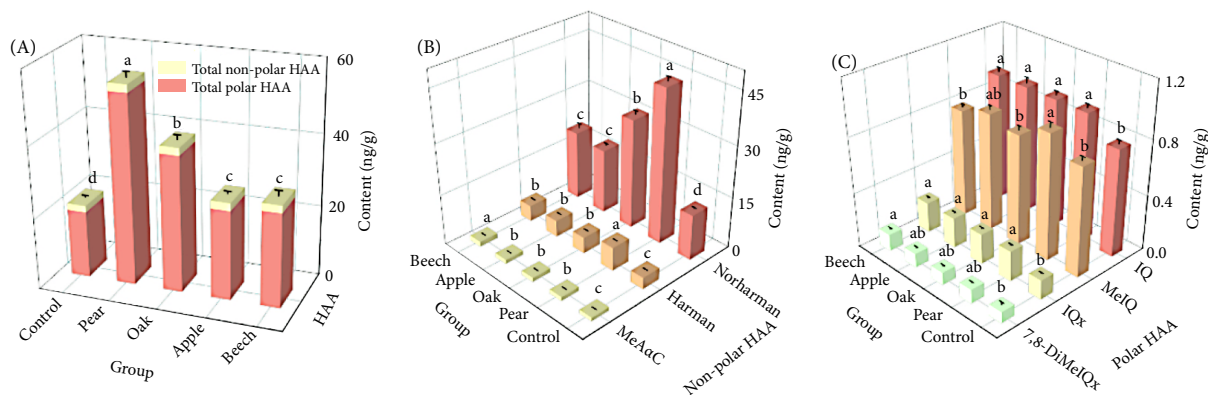 (A)
Total non-polar HAA
Total polar HAA
d
a
b
c
c
60
40
20
0
Content (ng/g)
Control
Pear
Oak
Apple
Beech
Group
HAA
(B)
a
b
b
b
c
b
b
b
a
c
c
c
b
a
d
45
30
15
0
Content (ng/g)
Beech
Apple
Oak
Pear
Control
Group
MeAαC
Harman
Norharman
Non-polar HAA
(C)
a
ab
ab
ab
b
a
a
a
a
b
b
ab
b
a
b
a
a
a
a
b
1.2
0.8
0.4
0.0
Content (ng/g)
Beech
Apple
Oak
Pear
Control
Group
7,8-DiMeIQx
IQx
MeIQ
IQ
Polar HAA